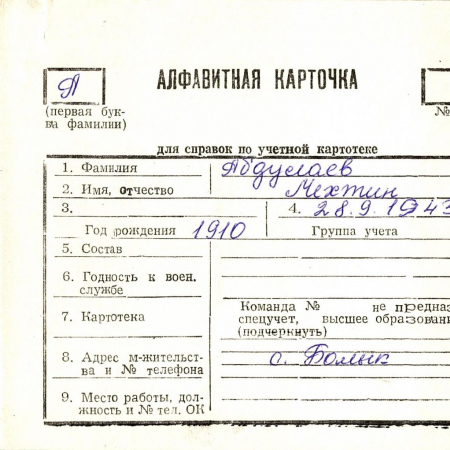 А
АЛФАВИТНАЯ КАРТОЧКА
(первая бук-
ва фамилии)
№
для справок по учетной картотеке
1. Фамилия Абдулаев
2. Имя, отчество Мехтин
3. 4. 28.9.1943
Год рождения 1910 Группа учета
5. Состав
6. Годность к воен.
службе
7. Картотека
Команда № не предназ
спецучет, высшее образовани
(подчеркнуть)
8. Адрес м-жительст-
ва и № телефона
с. Болык
9. Место работы, дол-
жность и № тел. ОК